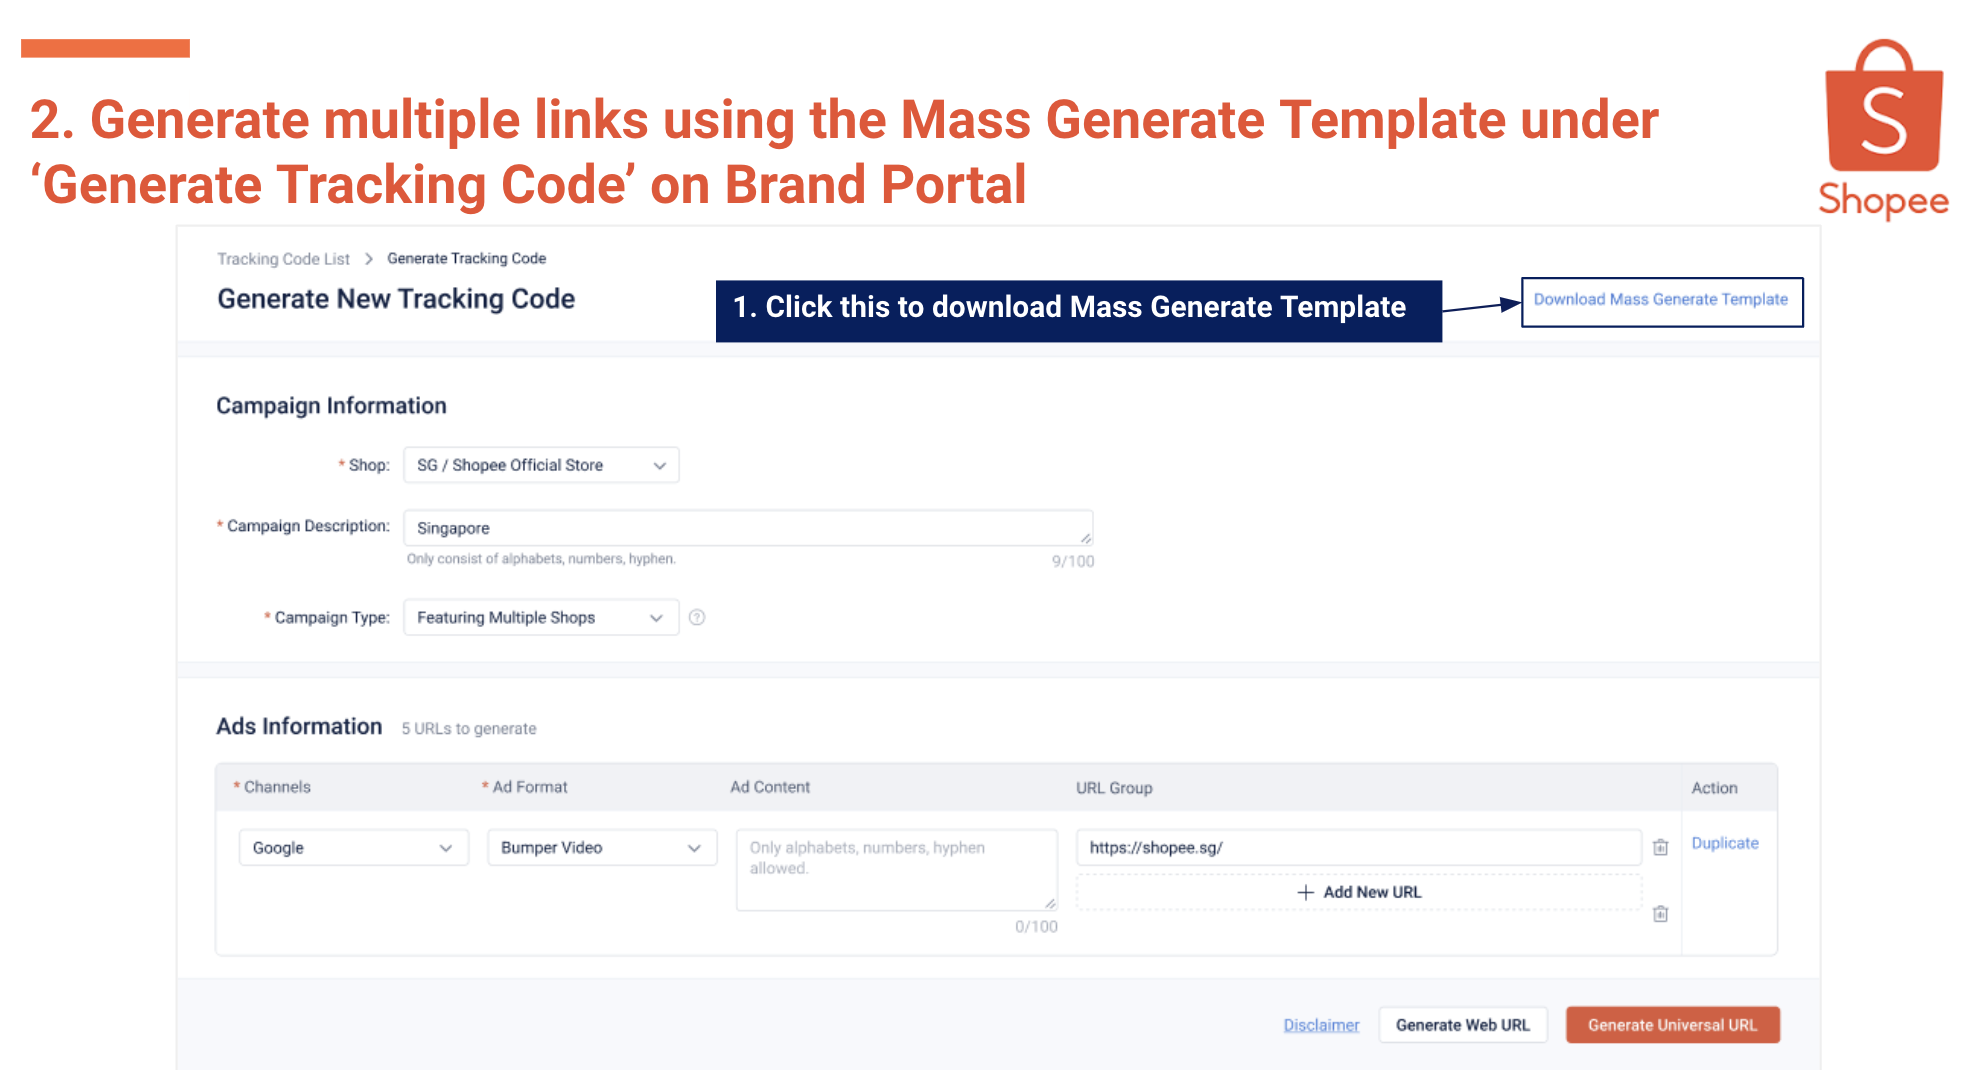 2. Generate multiple links using the Mass Generate Template under
‘Generate Tracking Code’ on Brand Portal
Shopee
Tracking Code List > Generate Tracking Code
Generate New Tracking Code
1. Click this to download Mass Generate Template
Download Mass Generate Template
Campaign Information
* Shop: SG / Shopee Official Store
* Campaign Description: Singapore
Only consist of alphabets, numbers, hyphen. 9/100
* Campaign Type: Featuring Multiple Shops ?
Ads Information 5 URLs to generate
* Channels * Ad Format Ad Content URL Group Action
Google Bumper Video Only alphabets, numbers, hyphen https://shopee.sg/ Duplicate
allowed.
+ Add New URL
0/100
Disclaimer Generate Web URL Generate Universal URL